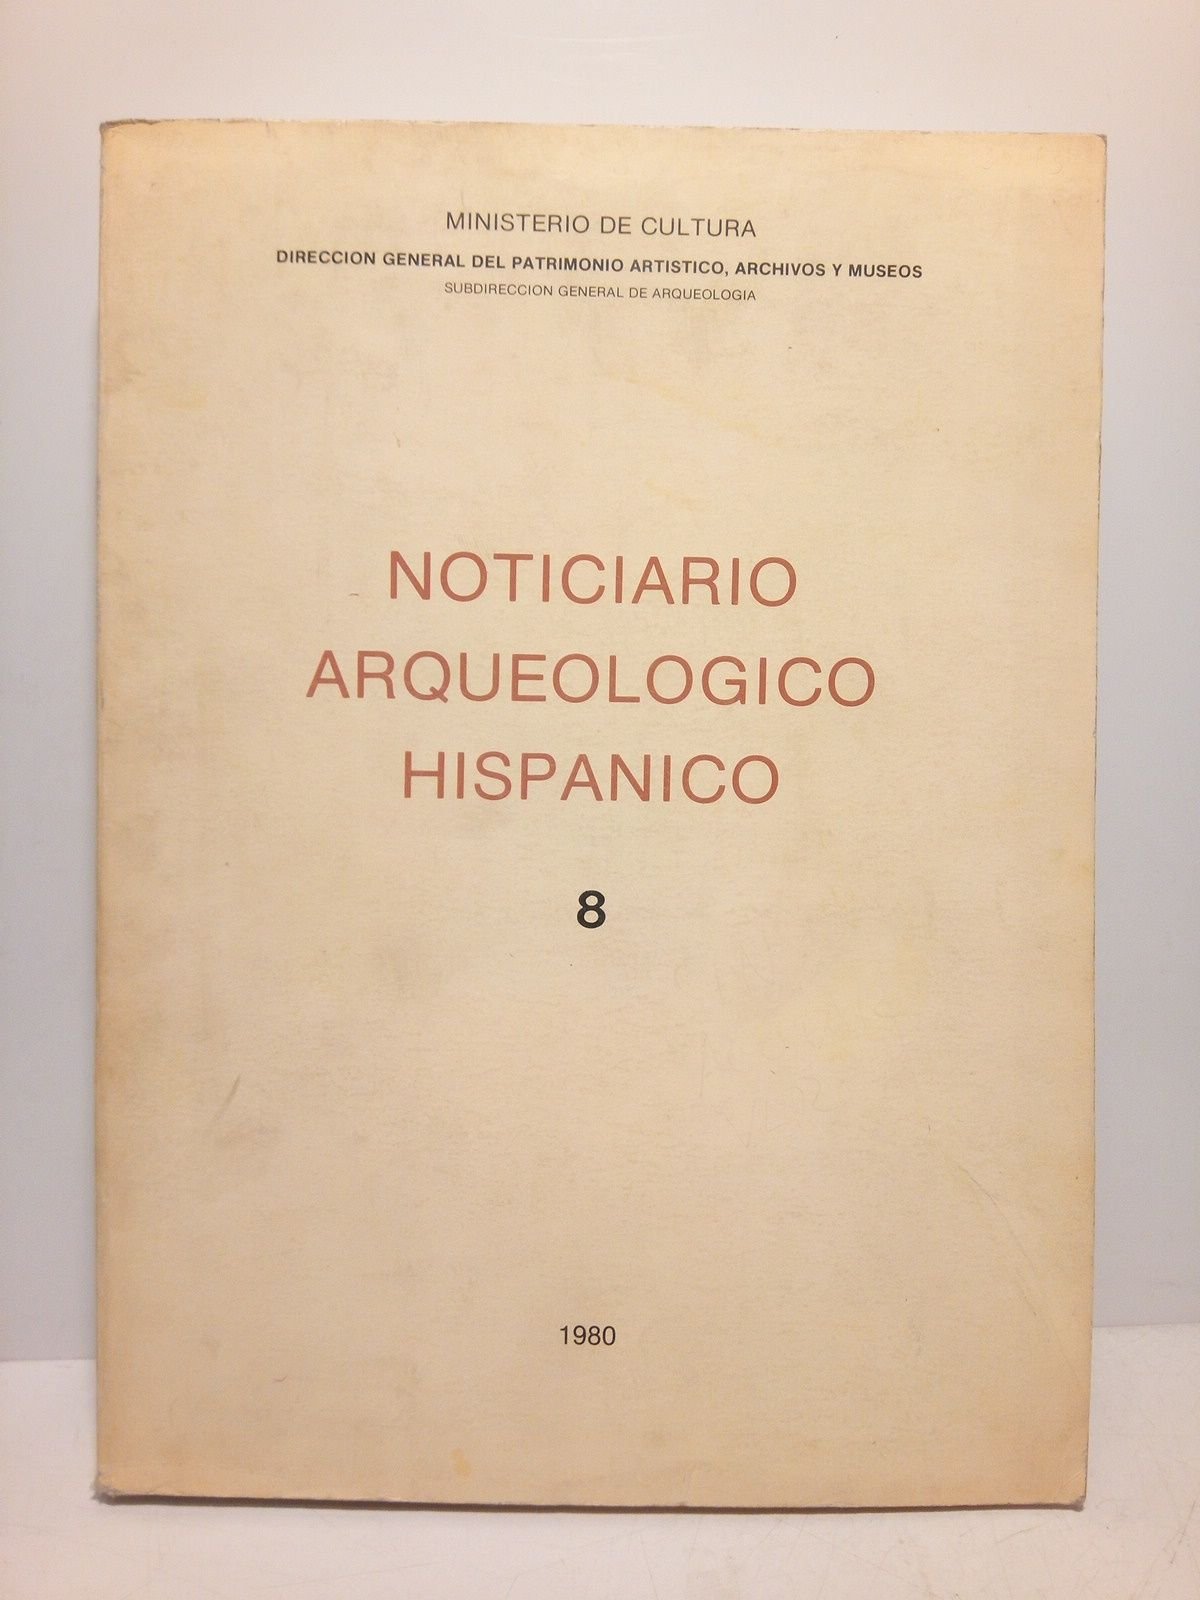 MINISTERIO DE CULTURA
DIRECCION GENERAL DEL PATRIMONIO ARTISTICO, ARCHIVOS Y MUSEOS
SUBDIRECCION GENERAL DE ARQUEOLOGIA
NOTICIARIO
ARQUEOLOGICO
HISPANICO
8
1980